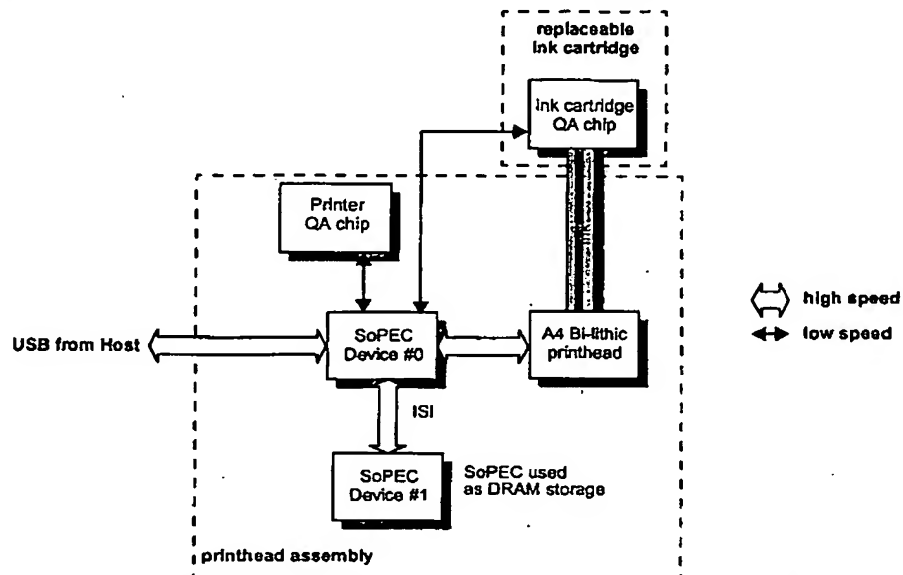 replaceable
ink cartridge
Ink cartridge
QA chip
Printer
QA chip
high speed
low speed
USB from Host
SoPEC
Device #0
A4 Bi-lithic
printhead
ISI
SoPEC
Device #1
SoPEC used
as DRAM storage
printhead assembly